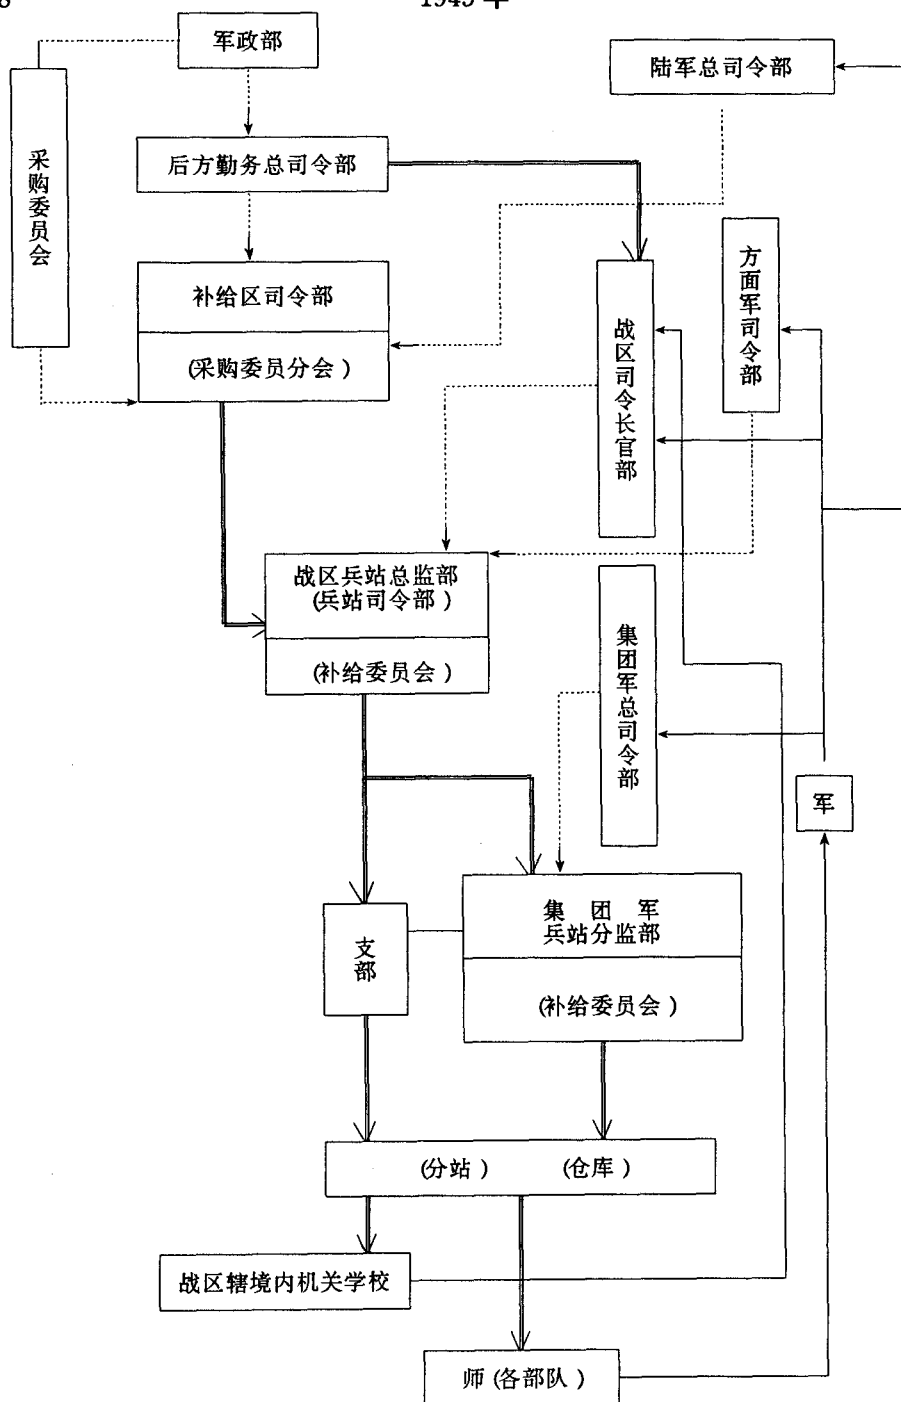 1945年
军政部
陆军总司令部
采购委员会
后方勤务总司令部
方面军司令部
补给区司令部
(采购委员分会)
战区司令长官部
战区兵站总监部
(兵站司令部)
(补给委员会)
集团军总司令部
军
集团军
兵站分监部
支部
(补给委员会)
(分站) (仓库)
战区辖境内机关学校
师(各部队)